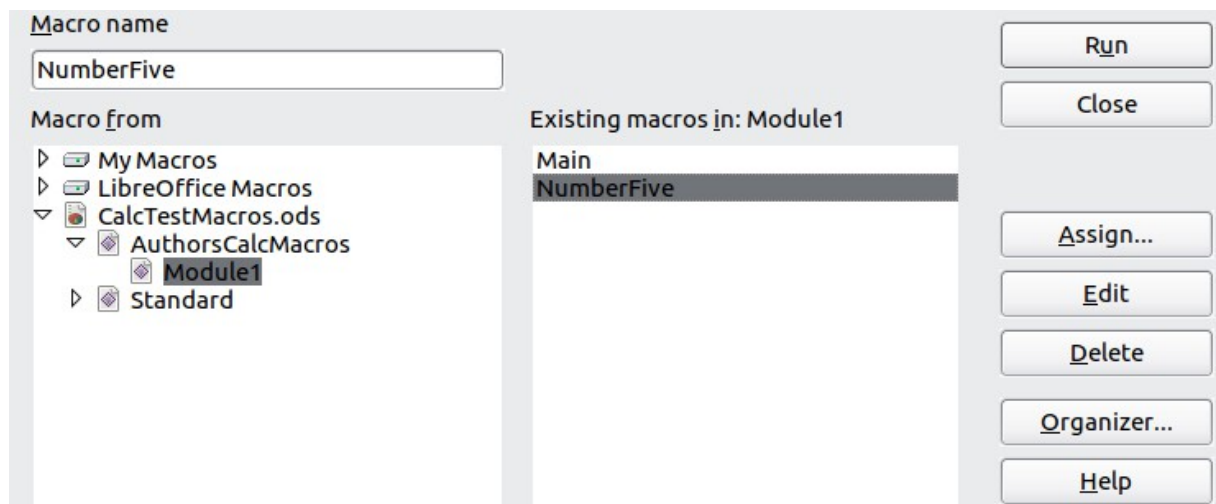 Macro name
NumberFive
Macro from
My Macros
LibreOffice Macros
CalcTestMacros.ods
AuthorsCalcMacros
Module1
Standard
Existing macros in: Module1
Main
NumberFive
Run
Close
Assign...
Edit
Delete
Organizer...
Help